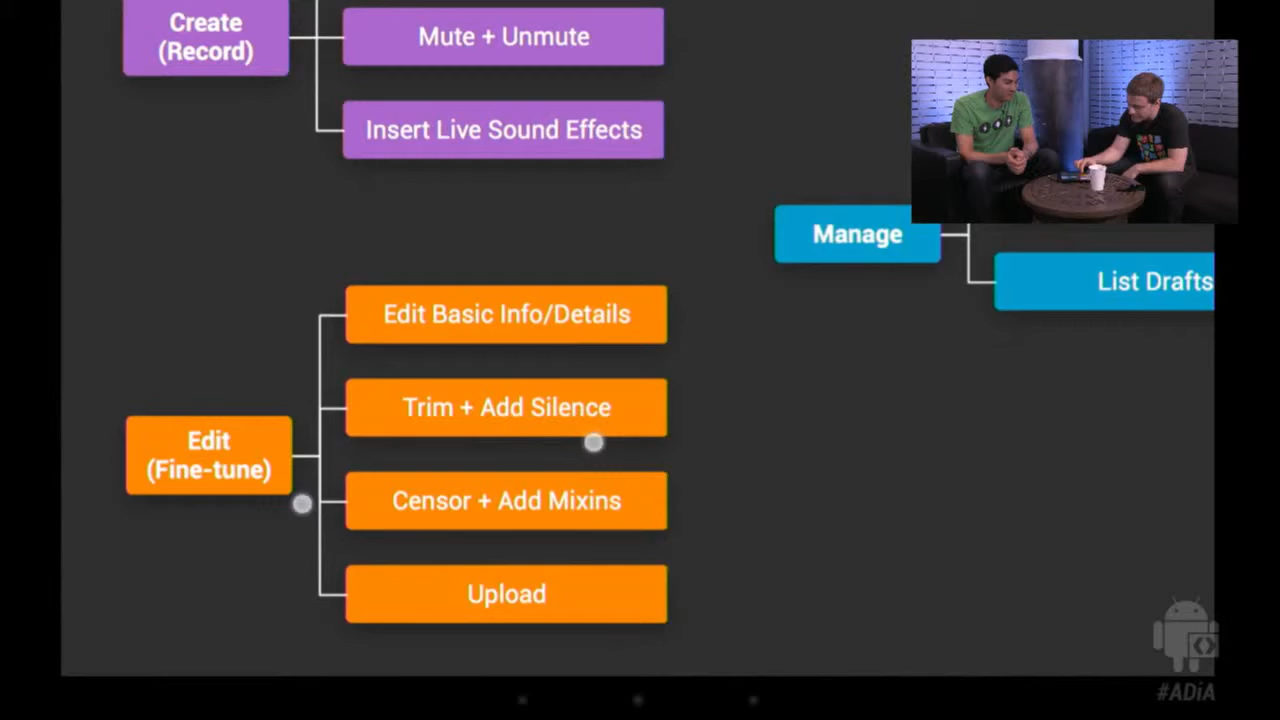 Create
(Record)
Mute + Unmute
Insert Live Sound Effects
Manage
List Drafts
Edit Basic Info/Details
Trim + Add Silence
Edit
(Fine-tune)
Censor + Add Mixins
Upload
#ADiA